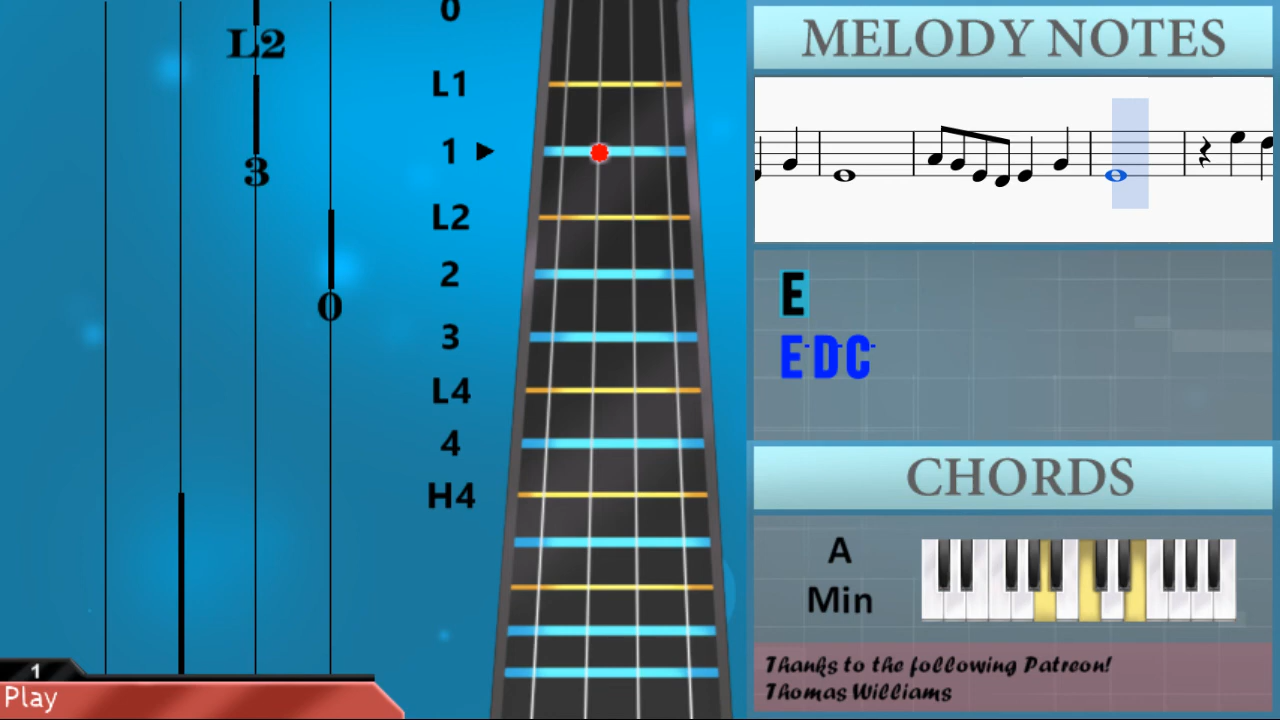 L2
3
0
0
L1
1
L2
2
3
L4
4
H4
MELODY NOTES
E
E- D- C-
CHORDS
A
Min
Thanks to the following Patreon!
Thomas Williams
1
Play